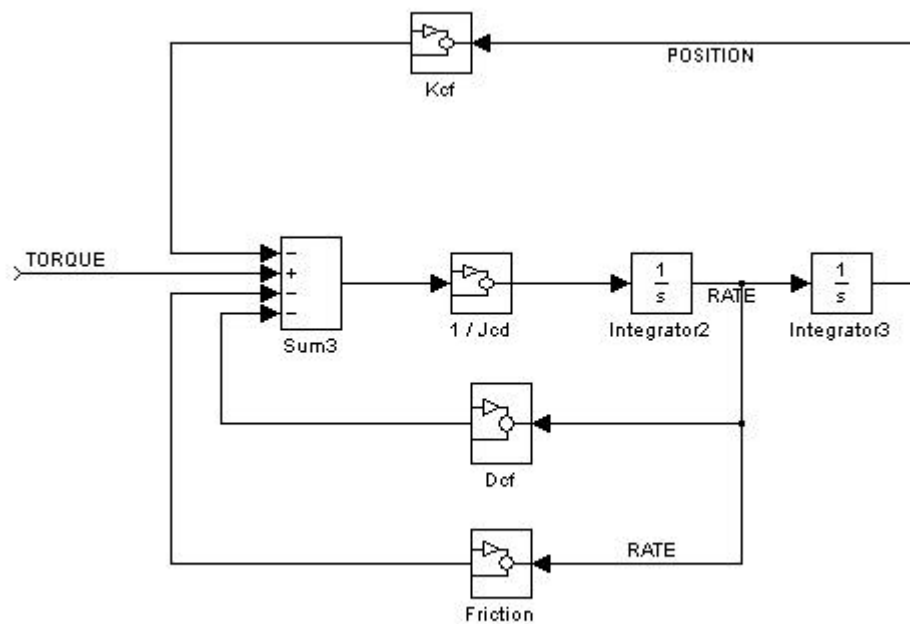 POSITION
Kcf
TORQUE
−
+
−
−
Sum3
1 / Jcd
1
s
Integrator2
RATE
1
s
Integrator3
Dcf
RATE
Friction